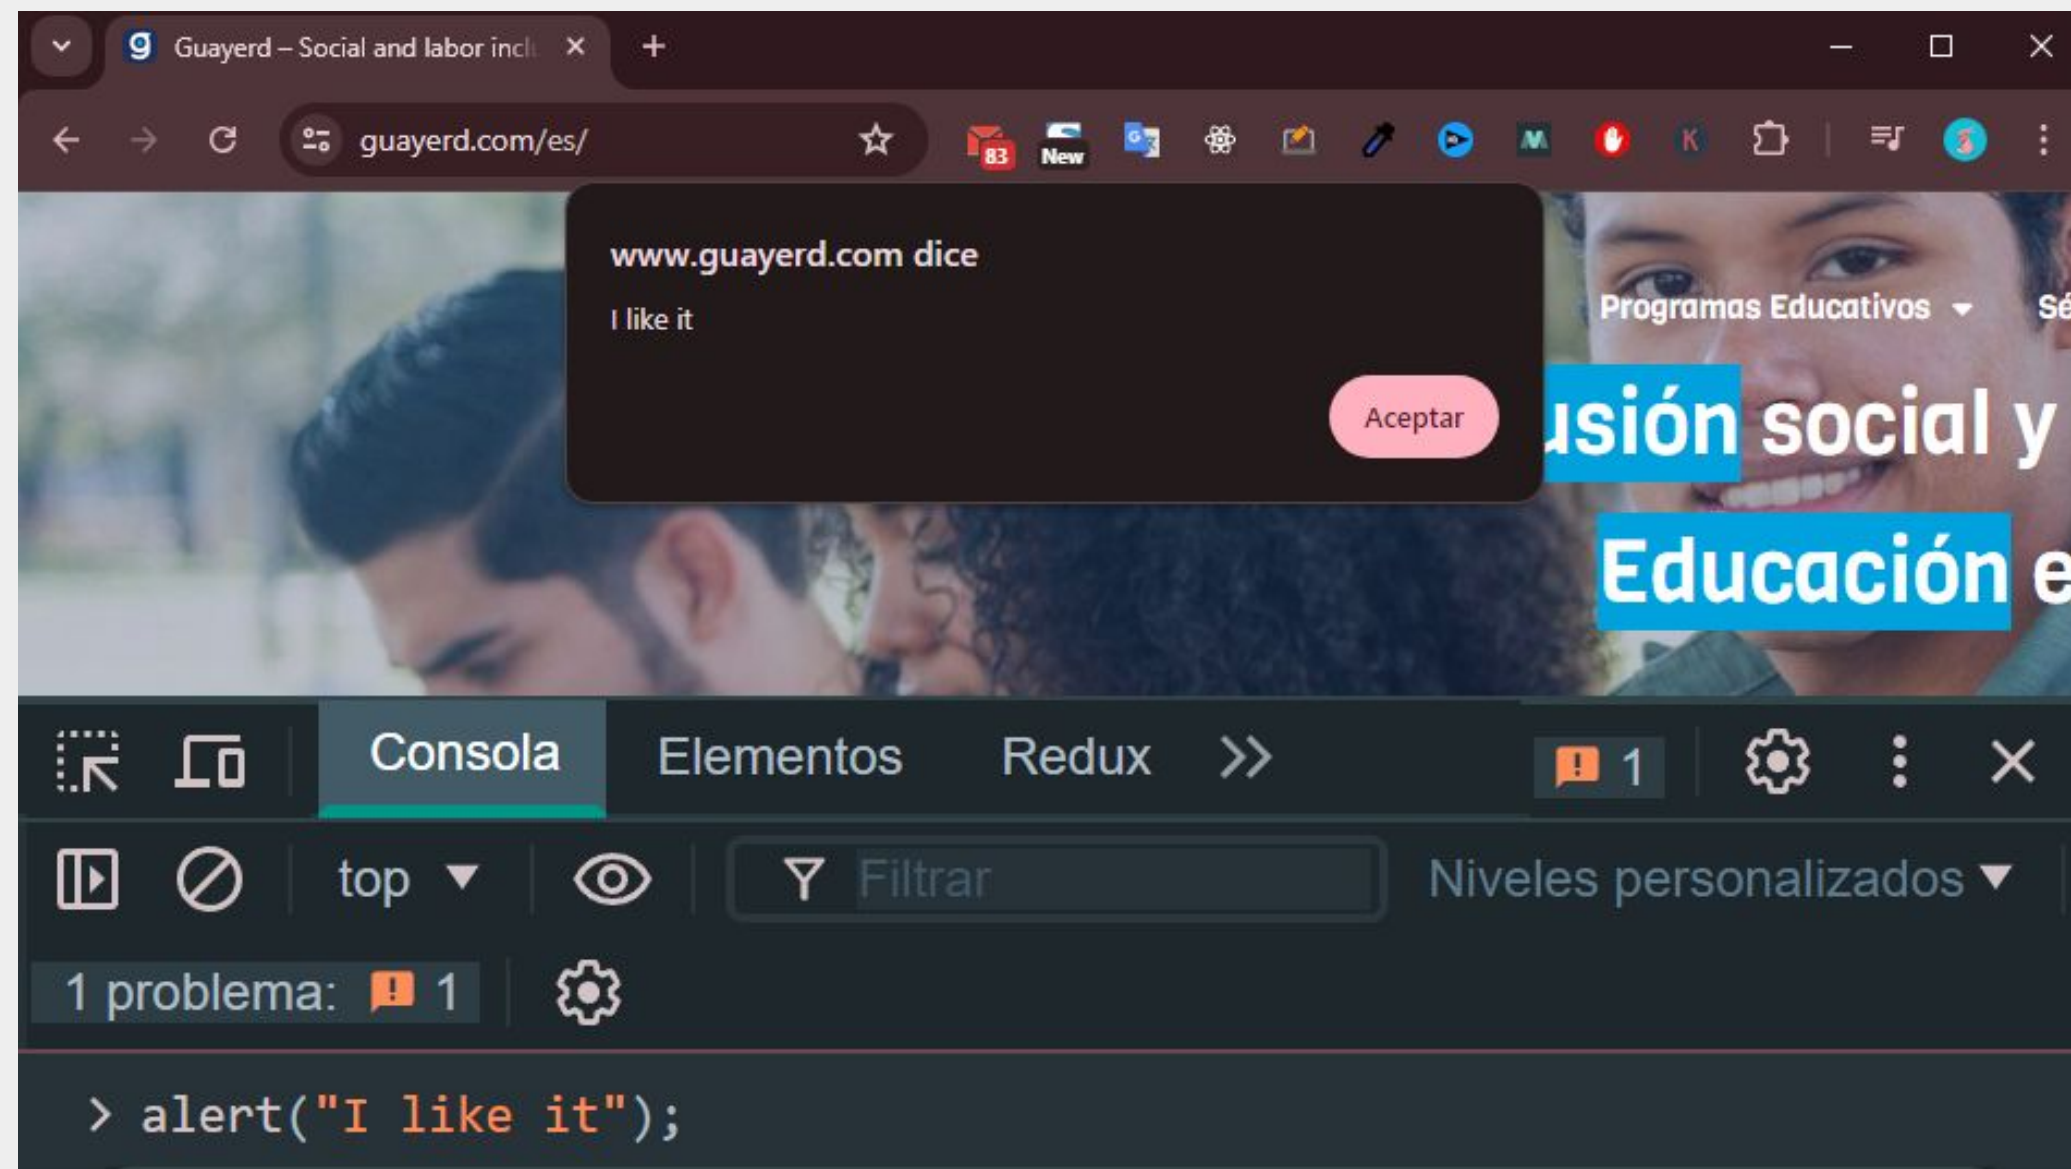 Guayerd – Social and labor incl
guayerd.com/es/
83
New
K
www.guayerd.com dice
I like it
Aceptar
Programas Educativos
Sé
usión social y
Educación e
Consola
Elementos
Redux
1
top
Filtrar
Niveles personalizados
1 problema: 1
> alert("I like it");